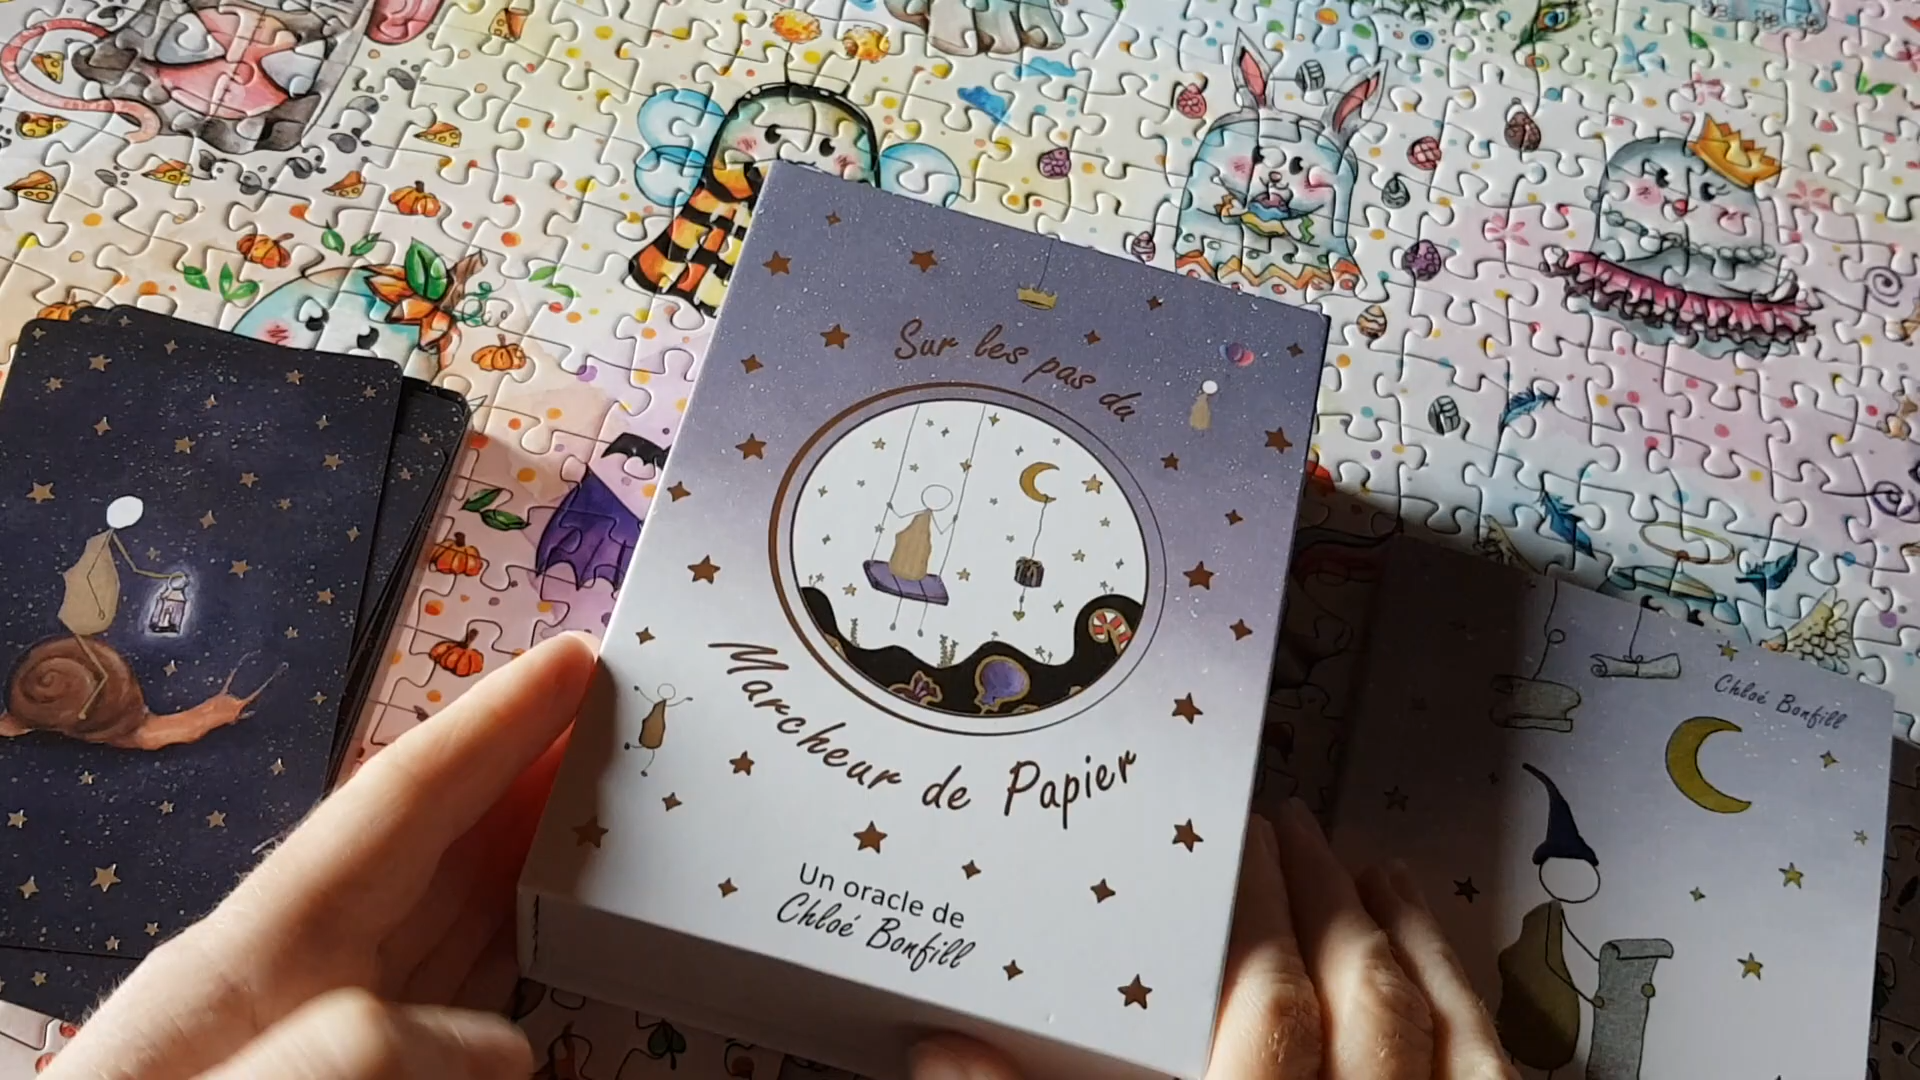 Sur les pas du
Marcheur de Papier
Un oracle de
Chloé Bonfill
Chloé Bonfill